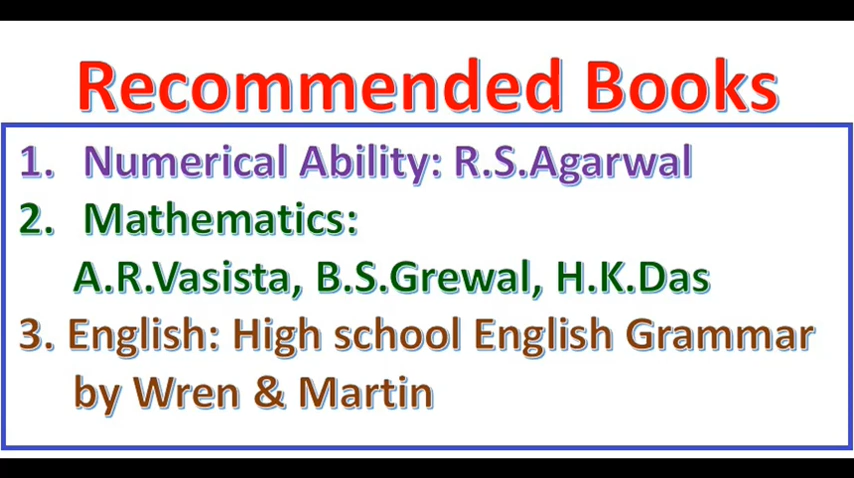 Recommended Books
1. Numerical Ability: R.S.Agarwal
2. Mathematics:
A.R.Vasista, B.S.Grewal, H.K.Das
3. English: High school English Grammar
by Wren & Martin